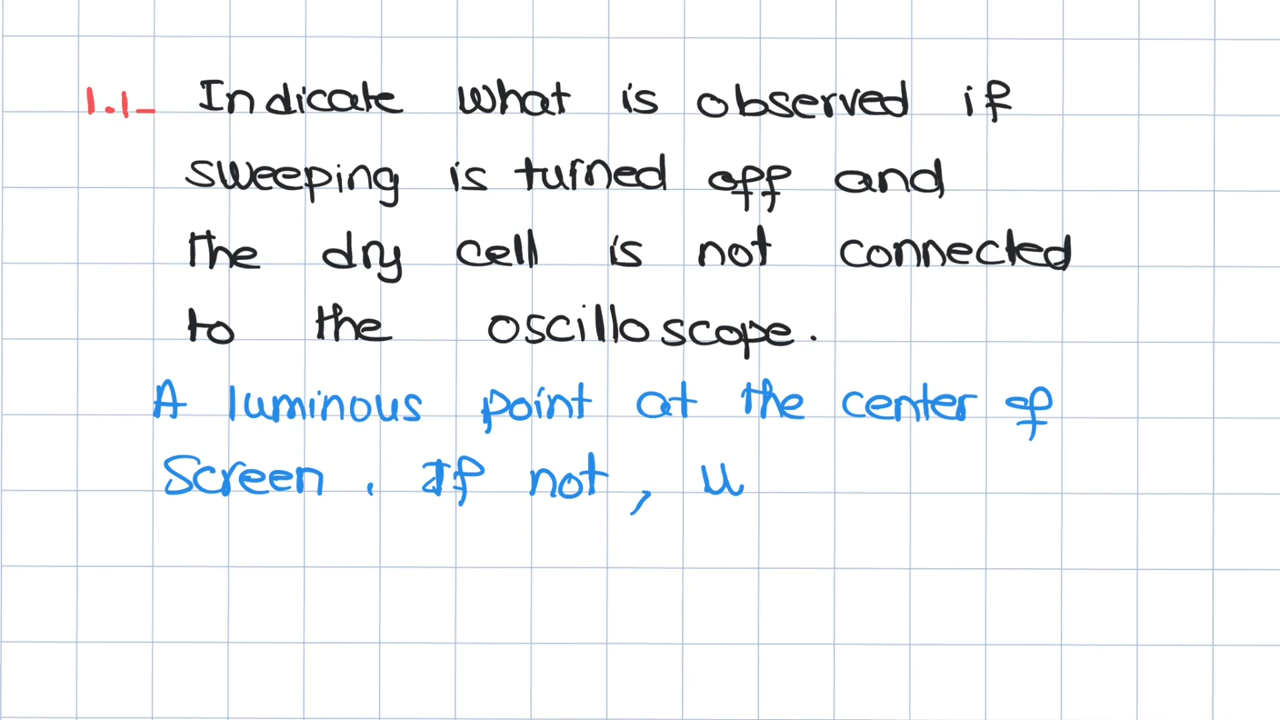 1.1- Indicate what is observed if
sweeping is turned off and
the dry cell is not connected
to the oscilloscope.
A luminous point at the center of
screen. If not, u